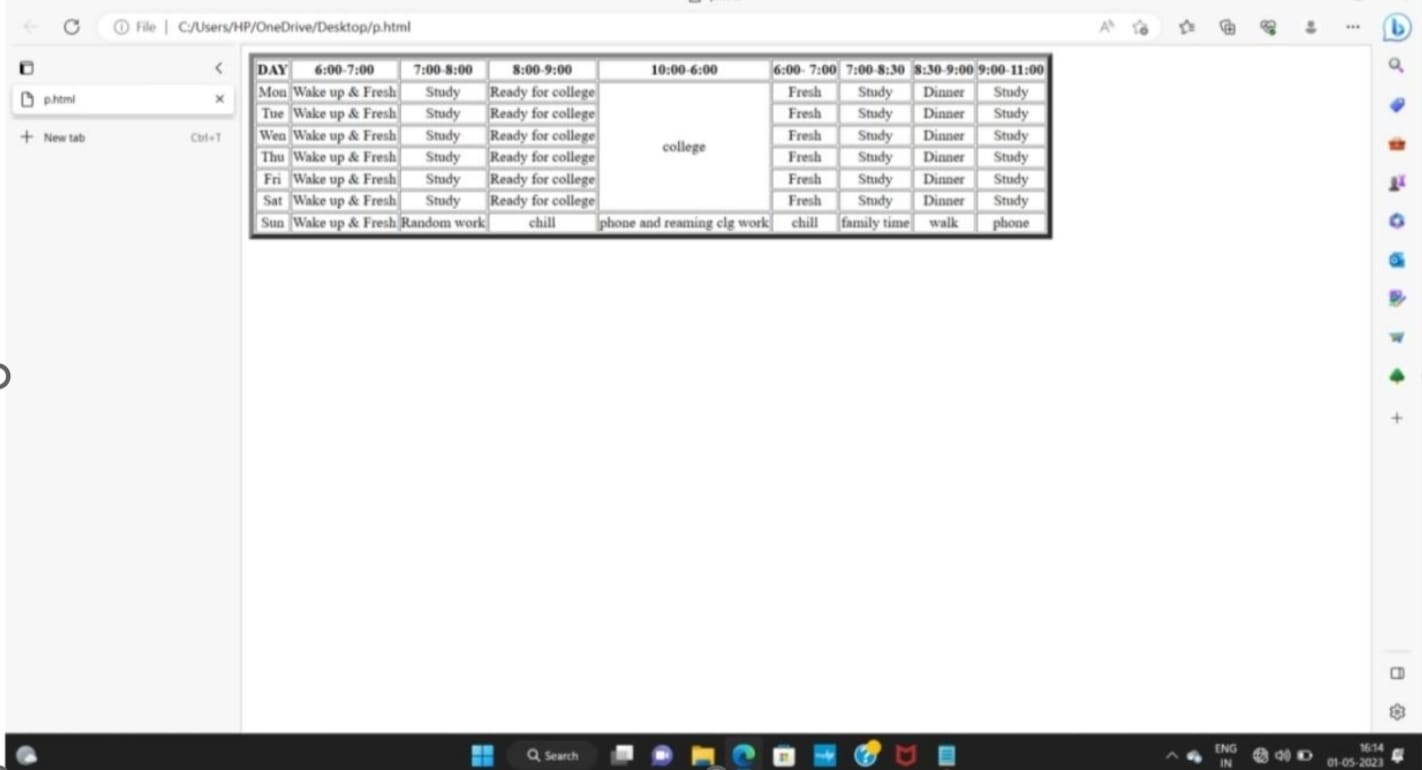 File | C:/Users/HP/OneDrive/Desktop/p.html
p.html
New tab Ctrl+T
DAY 6:00-7:00 7:00-8:00 8:00-9:00 10:00-6:00 6:00- 7:00 7:00-8:30 8:30-9:00 9:00-11:00
Mon Wake up & Fresh Study Ready for college Fresh Study Dinner Study
Tue Wake up & Fresh Study Ready for college Fresh Study Dinner Study
Wen Wake up & Fresh Study Ready for college Fresh Study Dinner Study
college
Thu Wake up & Fresh Study Ready for college Fresh Study Dinner Study
Fri Wake up & Fresh Study Ready for college Fresh Study Dinner Study
Sat Wake up & Fresh Study Ready for college Fresh Study Dinner Study
Sun Wake up & Fresh Random work chill phone and reaming clg work chill family time walk phone
Search
ENG
IN
16:14
01-05-2023